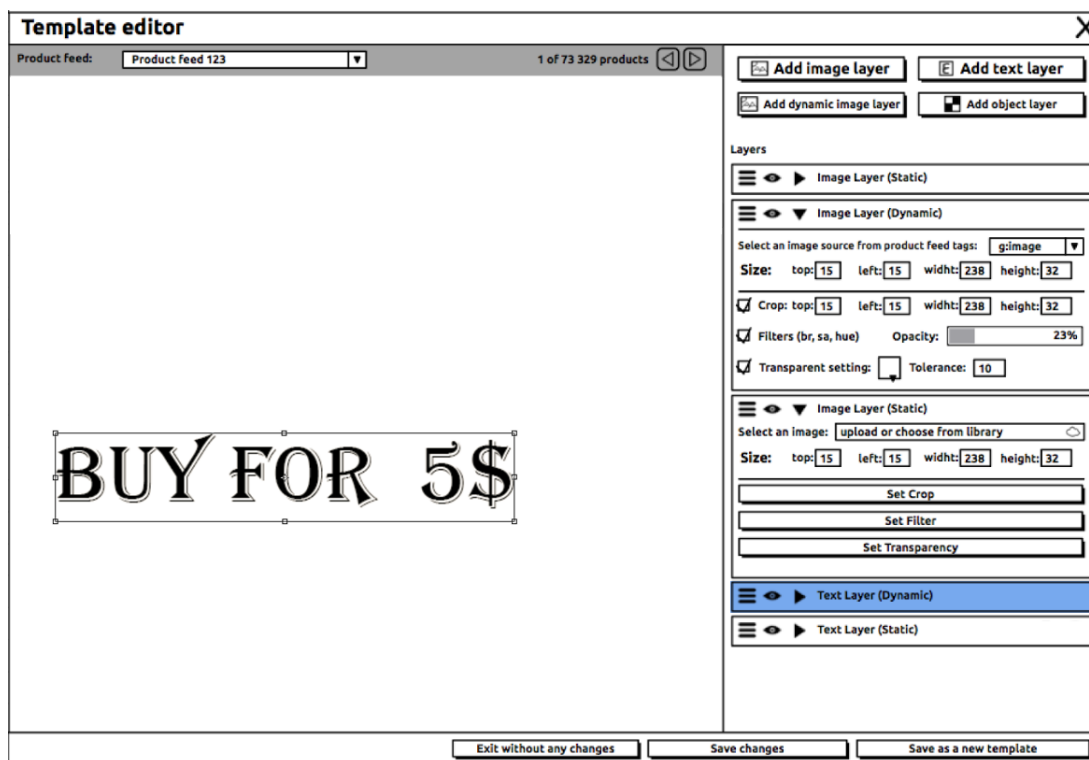 Template editor
X
Product feed: Product feed 123 1 of 73 329 products
Add image layer Add text layer
Add dynamic image layer Add object layer
Layers
Image Layer (Static)
Image Layer (Dynamic)
Select an image source from product feed tags: g:image
Size: top: 15 left: 15 widht: 238 height: 32
Crop: top: 15 left: 15 widht: 238 height: 32
Filters (br, sa, hue) Opacity: 23%
Transparent setting: Tolerance: 10
Image Layer (Static)
Select an image: upload or choose from library
Size: top: 15 left: 15 widht: 238 height: 32
Set Crop
Set Filter
Set Transparency
Text Layer (Dynamic)
Text Layer (Static)
BUY FOR 5$
Exit without any changes Save changes Save as a new template